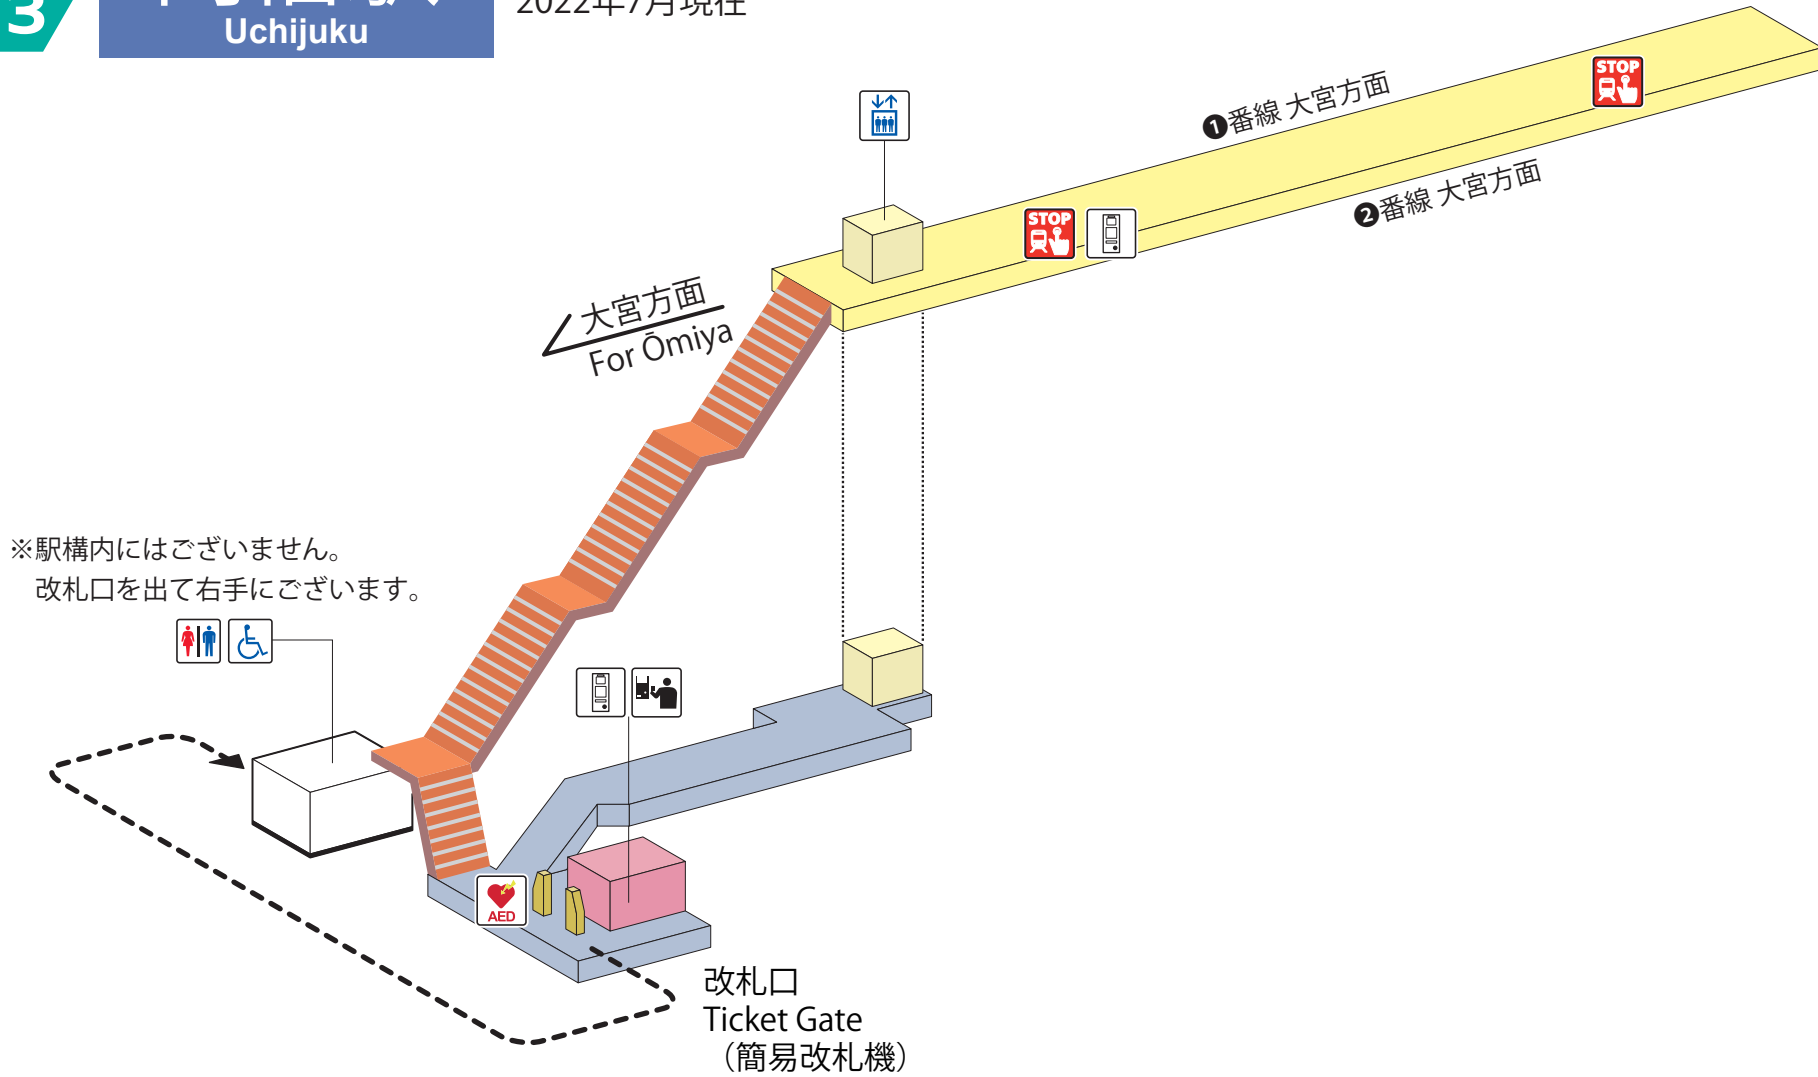 3
Uchijuku
2022年7月現在
STOP
❶番線 大宮方面
STOP
❷番線 大宮方面
大宮方面
For Ōmiya
※駅構内にはございません。
改札口を出て右手にございます。
AED
改札口
Ticket Gate
（簡易改札機）